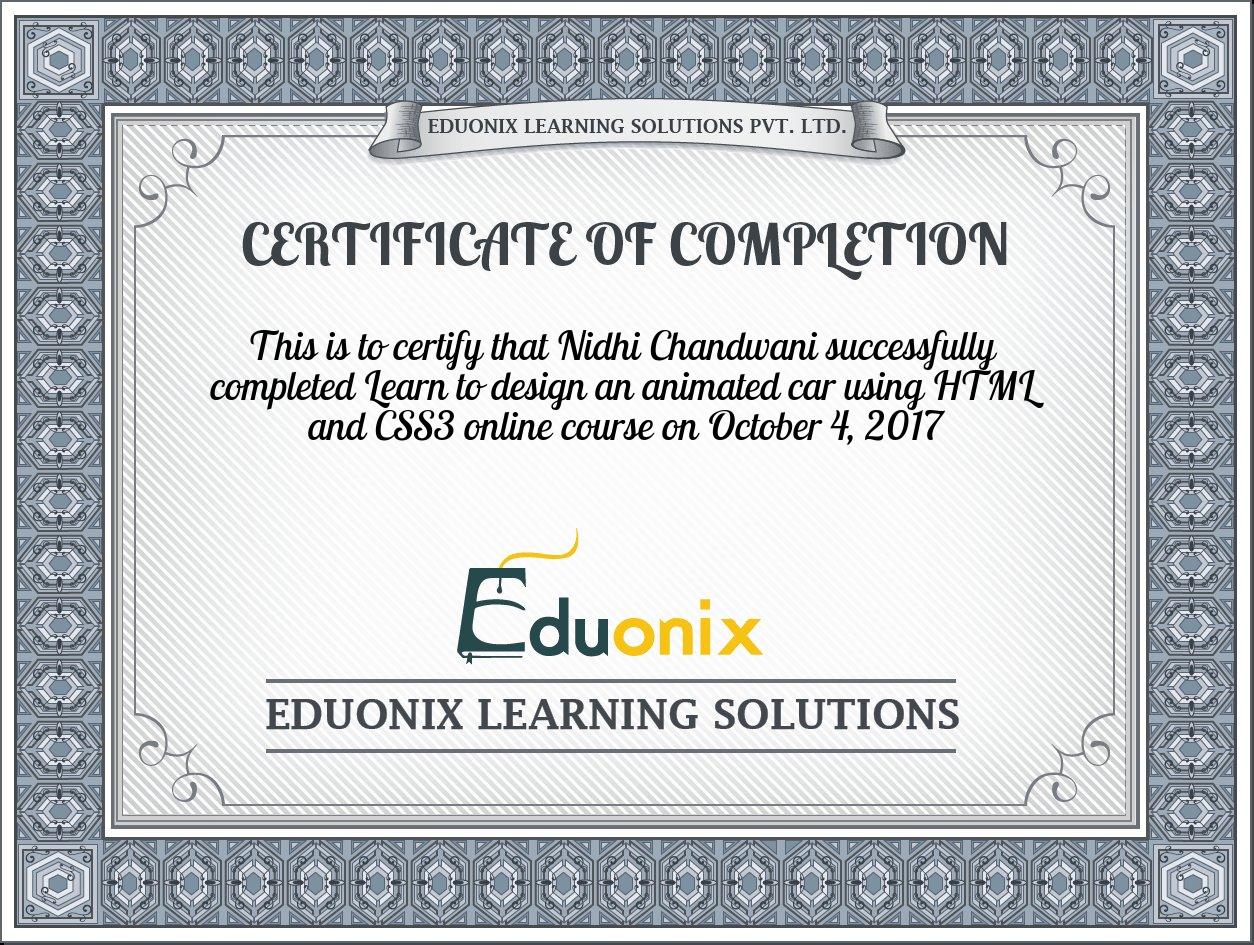 EDUONIX LEARNING SOLUTIONS PVT. LTD.
CERTIFICATE OF COMPLETION
This is to certify that Nidhi Chandwani successfully
completed Learn to design an animated car using HTML
and CSS3 online course on October 4, 2017
Eduonix
EDUONIX LEARNING SOLUTIONS